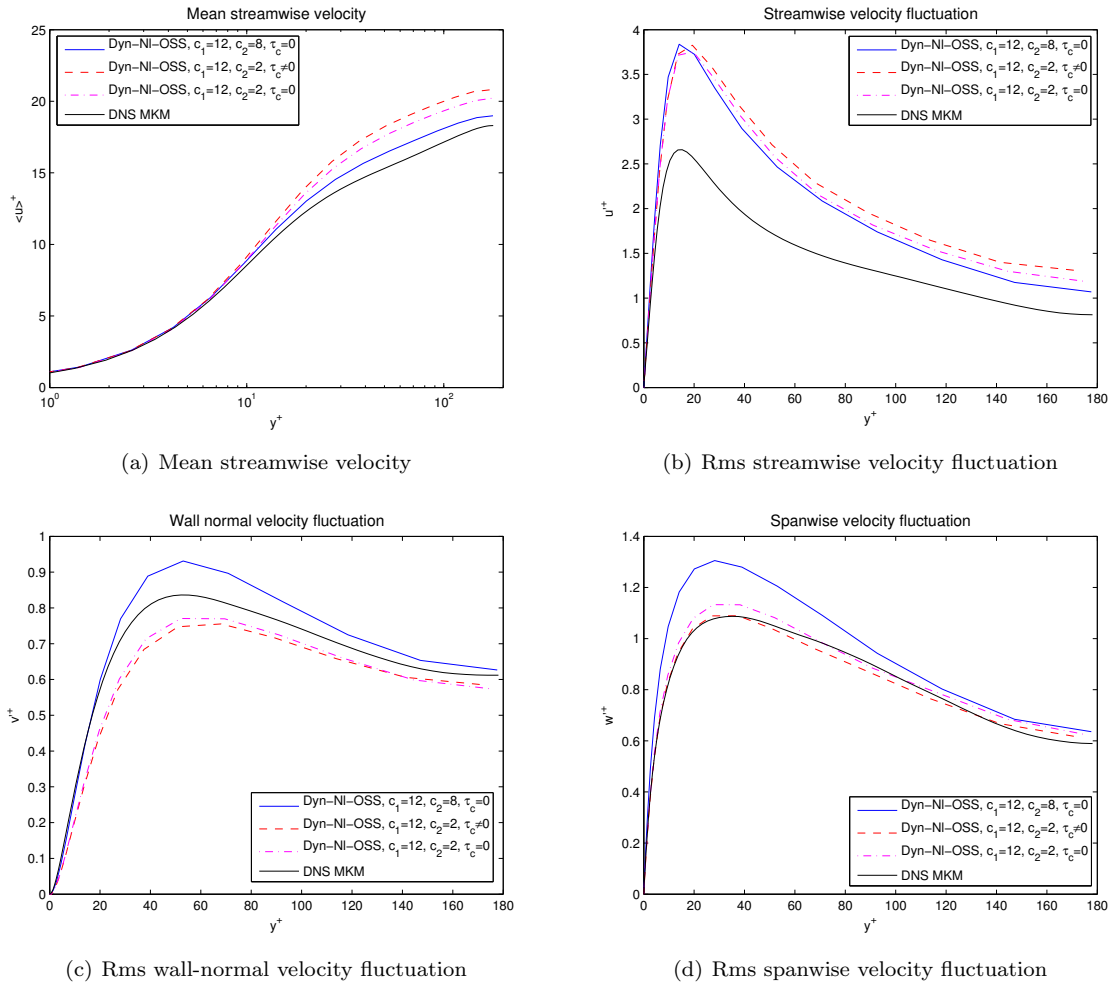 Mean streamwise velocity
25
20
15
10
5
0
<u>⁺
10⁰
10¹
10²
y⁺
Dyn−Nl−OSS, c₁=12, c₂=8, τc=0
Dyn−Nl−OSS, c₁=12, c₂=2, τc≠0
Dyn−Nl−OSS, c₁=12, c₂=2, τc=0
DNS MKM
(a) Mean streamwise velocity
Streamwise velocity fluctuation
4
3.5
3
2.5
2
1.5
1
0.5
0
u'⁺
0 20 40 60 80 100 120 140 160 180
y⁺
Dyn−Nl−OSS, c₁=12, c₂=8, τc=0
Dyn−Nl−OSS, c₁=12, c₂=2, τc≠0
Dyn−Nl−OSS, c₁=12, c₂=2, τc=0
DNS MKM
(b) Rms streamwise velocity fluctuation
Wall normal velocity fluctuation
1
0.9
0.8
0.7
0.6
0.5
0.4
0.3
0.2
0.1
0
v'⁺
0 20 40 60 80 100 120 140 160 180
y⁺
Dyn−Nl−OSS, c₁=12, c₂=8, τc=0
Dyn−Nl−OSS, c₁=12, c₂=2, τc≠0
Dyn−Nl−OSS, c₁=12, c₂=2, τc=0
DNS MKM
(c) Rms wall-normal velocity fluctuation
Spanwise velocity fluctuation
1.4
1.2
1
0.8
0.6
0.4
0.2
0
w'⁺
0 20 40 60 80 100 120 140 160 180
y⁺
Dyn−Nl−OSS, c₁=12, c₂=8, τc=0
Dyn−Nl−OSS, c₁=12, c₂=2, τc≠0
Dyn−Nl−OSS, c₁=12, c₂=2, τc=0
DNS MKM
(d) Rms spanwise velocity fluctuation